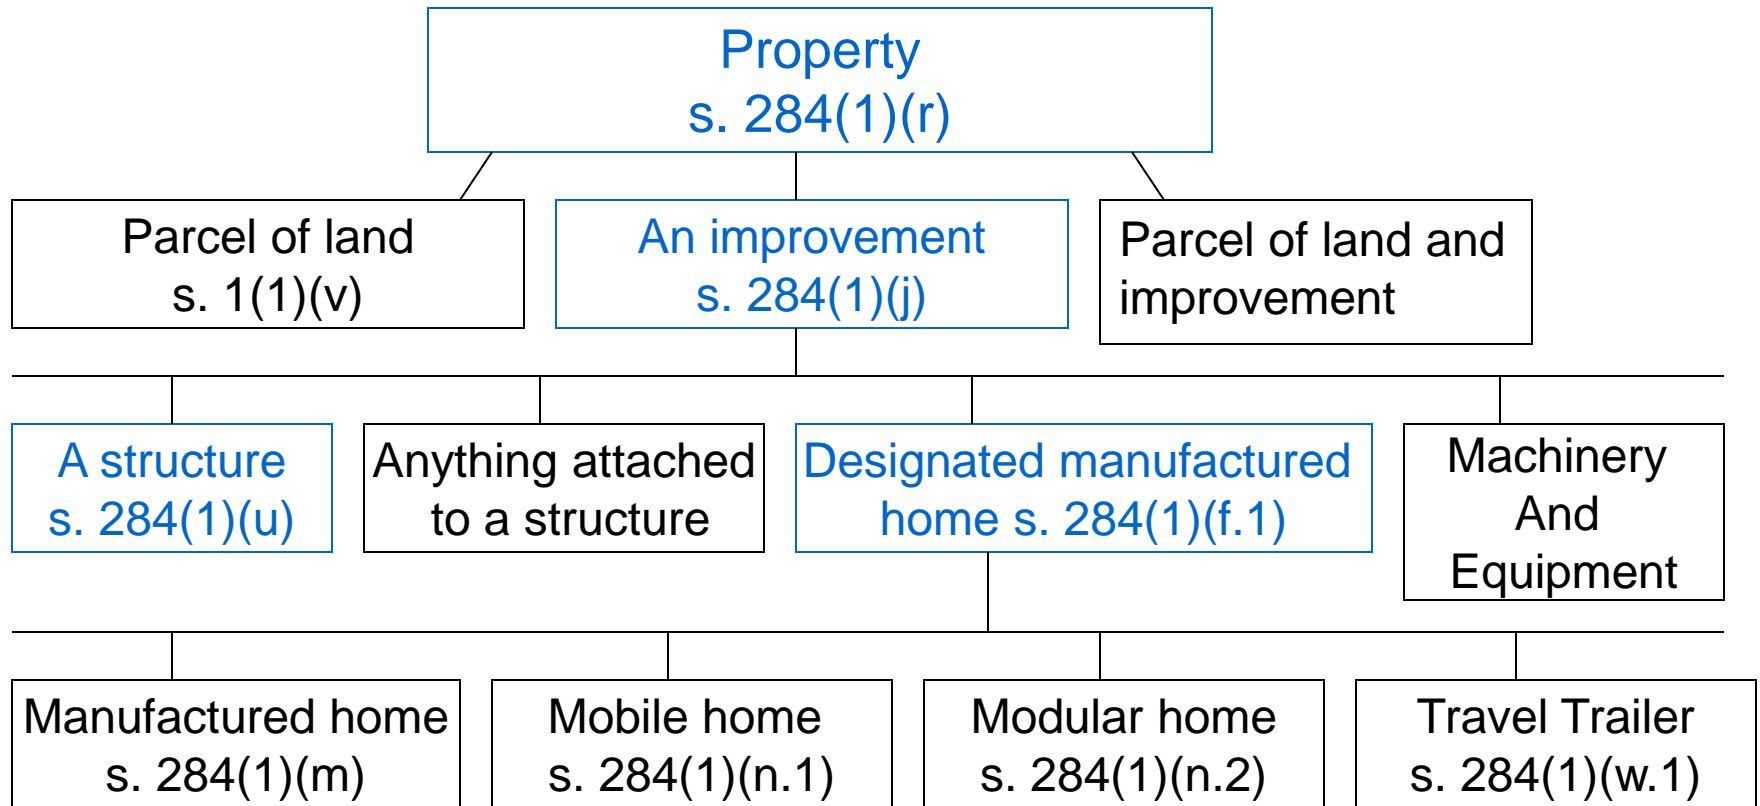 Property
s. 284(1)(r)
Parcel of land
s. 1(1)(v)
An improvement
s. 284(1)(j)
Parcel of land and
improvement
A structure
s. 284(1)(u)
Anything attached
to a structure
Designated manufactured
home s. 284(1)(f.1)
Machinery
And
Equipment
Manufactured home
s. 284(1)(m)
Mobile home
s. 284(1)(n.1)
Modular home
s. 284(1)(n.2)
Travel Trailer
s. 284(1)(w.1)